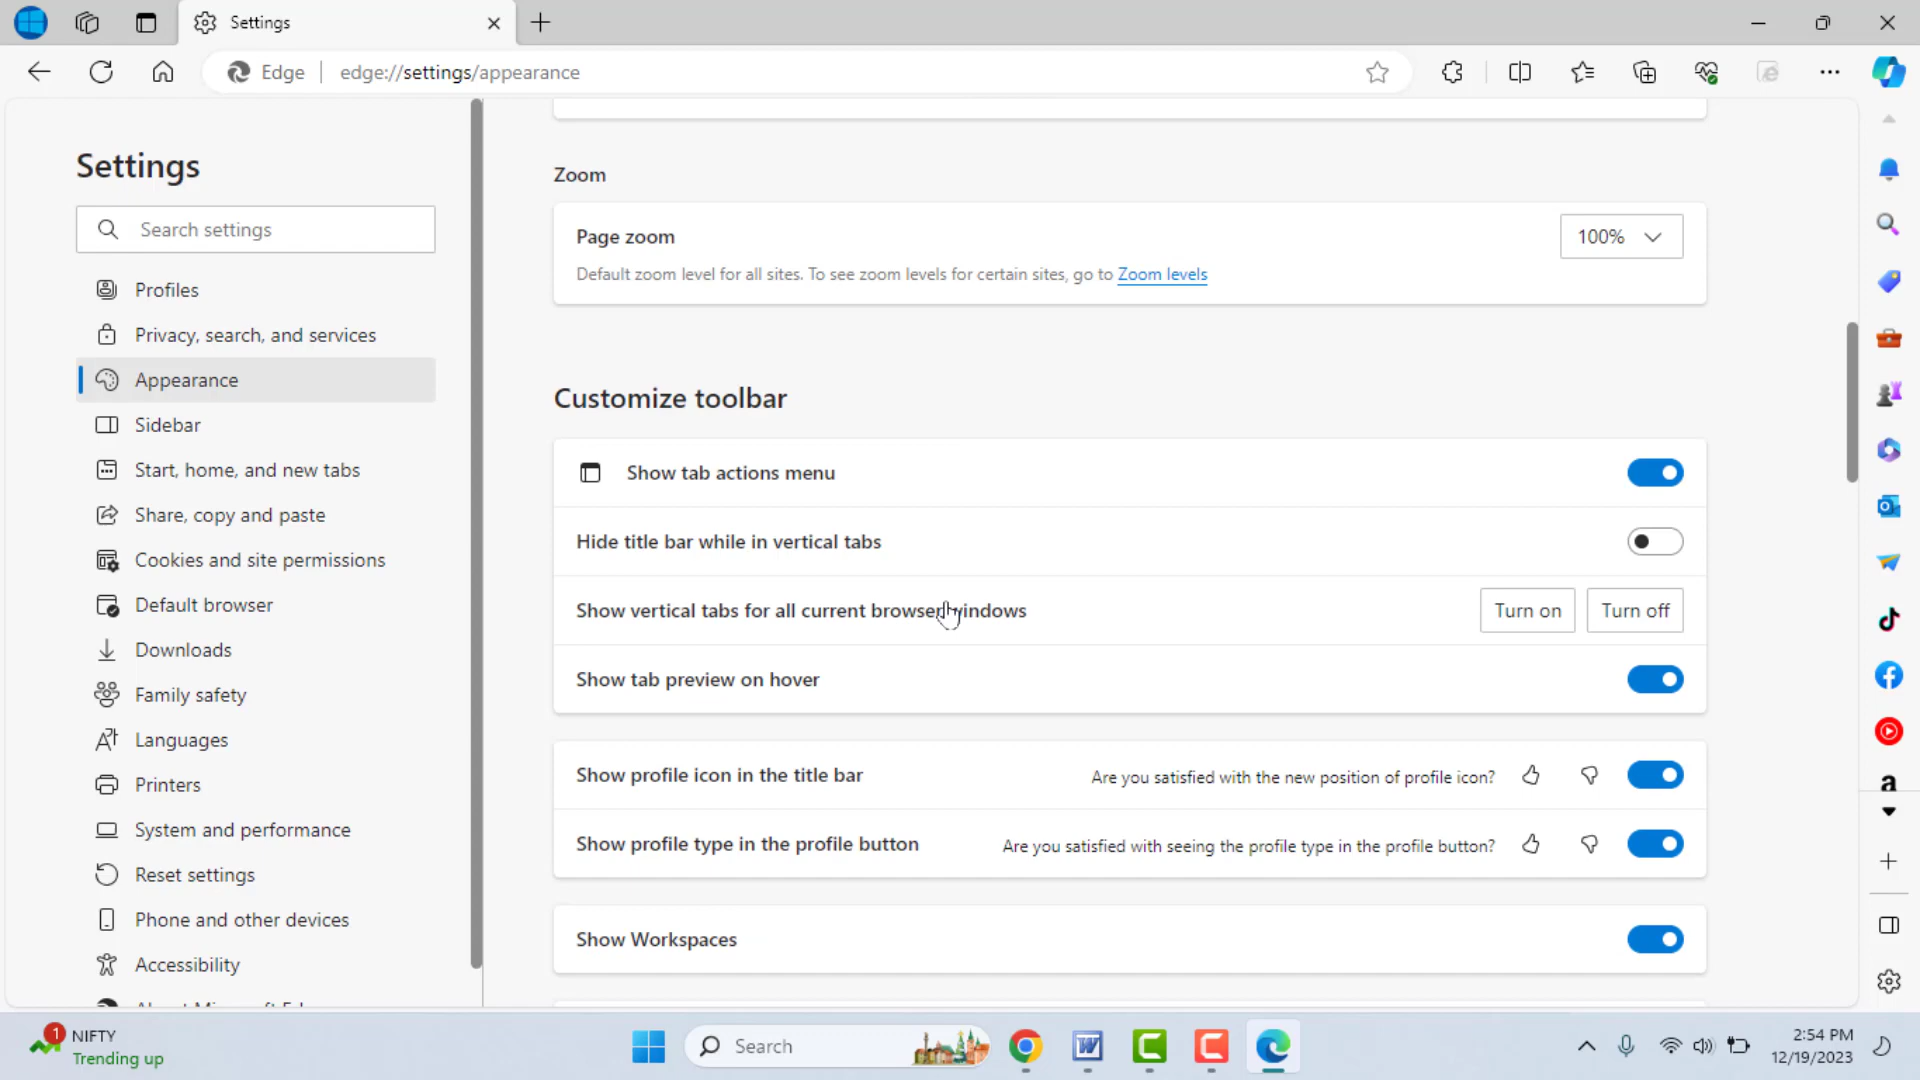 Settings
Edge
edge://settings/appearance
Settings
Search settings
Profiles
Privacy, search, and services
Appearance
Sidebar
Start, home, and new tabs
Share, copy and paste
Cookies and site permissions
Default browser
Downloads
Family safety
Languages
Printers
System and performance
Reset settings
Phone and other devices
Accessibility
Zoom
Page zoom
100%
Default zoom level for all sites. To see zoom levels for certain sites, go to Zoom levels
Customize toolbar
Show tab actions menu
Hide title bar while in vertical tabs
Show vertical tabs for all current browser windows
Turn on
Turn off
Show tab preview on hover
Show profile icon in the title bar
Are you satisfied with the new position of profile icon?
Show profile type in the profile button
Are you satisfied with seeing the profile type in the profile button?
Show Workspaces
a
1
NIFTY
Trending up
Search
2:54 PM
12/19/2023